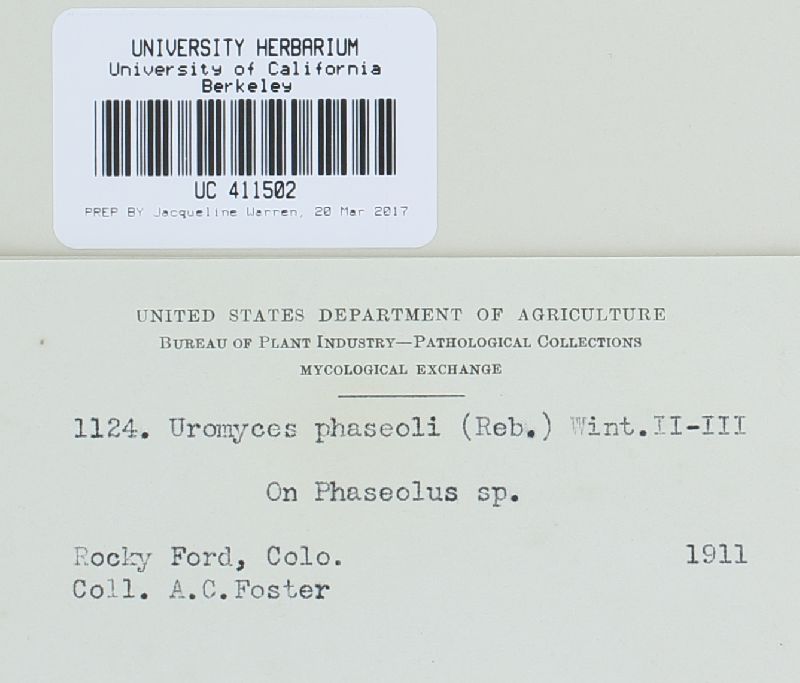 UNIVERSITY HERBARIUM
University of California
Berkeley
UC 411502
PREP BY Jacqueline Warren, 20 Mar 2017
UNITED STATES DEPARTMENT OF AGRICULTURE
BUREAU OF PLANT INDUSTRY—PATHOLOGICAL COLLECTIONS
MYCOLOGICAL EXCHANGE
1124. Uromyces phaseoli (Reb.) Wint.II-III
On Phaseolus sp.
Rocky Ford, Colo. 1911
Coll. A.C.Foster